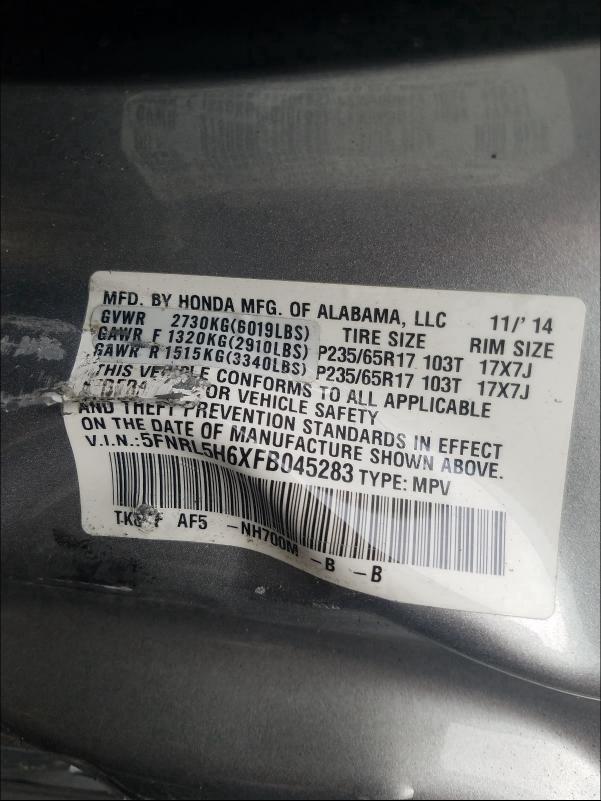 MFD. BY HONDA MFG. OF ALABAMA, LLC 11/' 14
GVWR 2730KG(6019LBS) TIRE SIZE RIM SIZE
GAWR F 1320KG(2910LBS) P235/65R17 103T 17X7J
GAWR R 1515KG(3340LBS) P235/65R17 103T 17X7J
THIS VEHICLE CONFORMS TO ALL APPLICABLE
OR VEHICLE SAFETY
AND THEFT PREVENTION STANDARDS IN EFFECT
ON THE DATE OF MANUFACTURE SHOWN ABOVE.
V.I.N.:5FNRL5H6XFB045283 TYPE: MPV
AF5 -NH700M -B -B